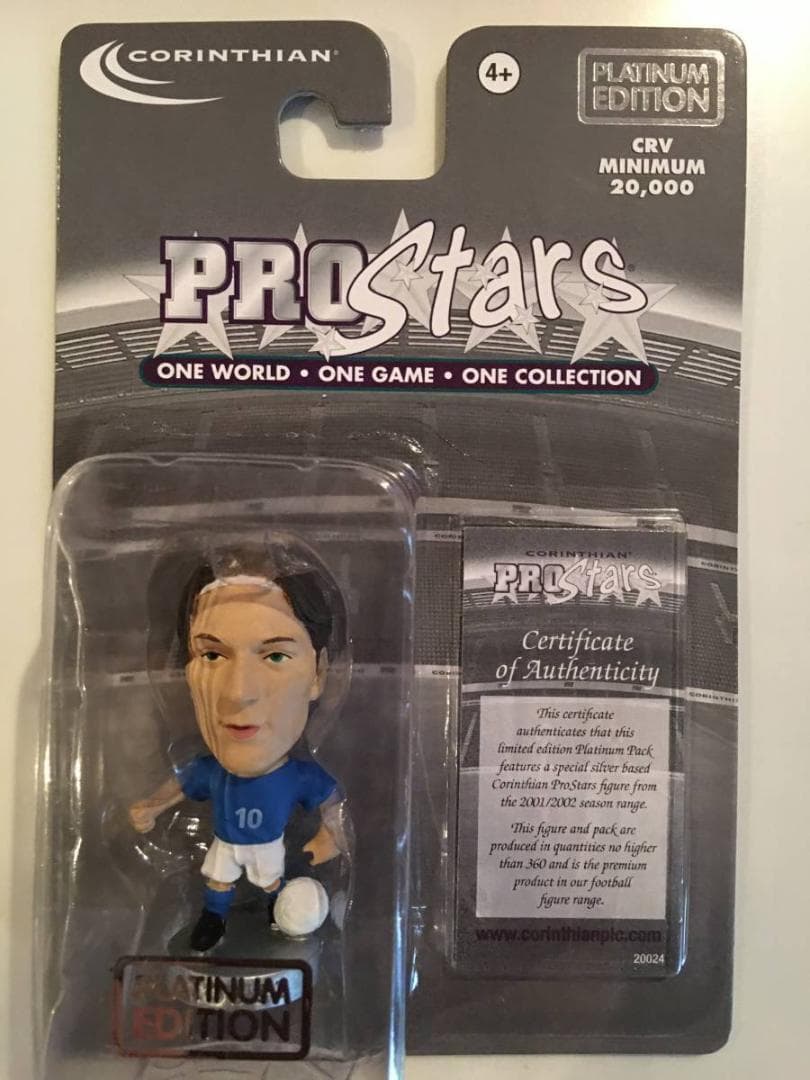 CORINTHIAN®
4+
PLATINUM
EDITION
CRV
MINIMUM
20,000
PROStars®
ONE WORLD • ONE GAME • ONE COLLECTION
CORINTHIAN®
PROStars
Certificate
of Authenticity
This certificate
authenticates that this
limited edition Platinum Pack
features a special silver based
Corinthian ProStars figure from
the 2001/2002 season range.
This figure and pack are
produced in quantities no higher
than 360 and is the premium
product in our football
figure range.
www.corinthianplc.com
20024
10
PLATINUM
EDITION